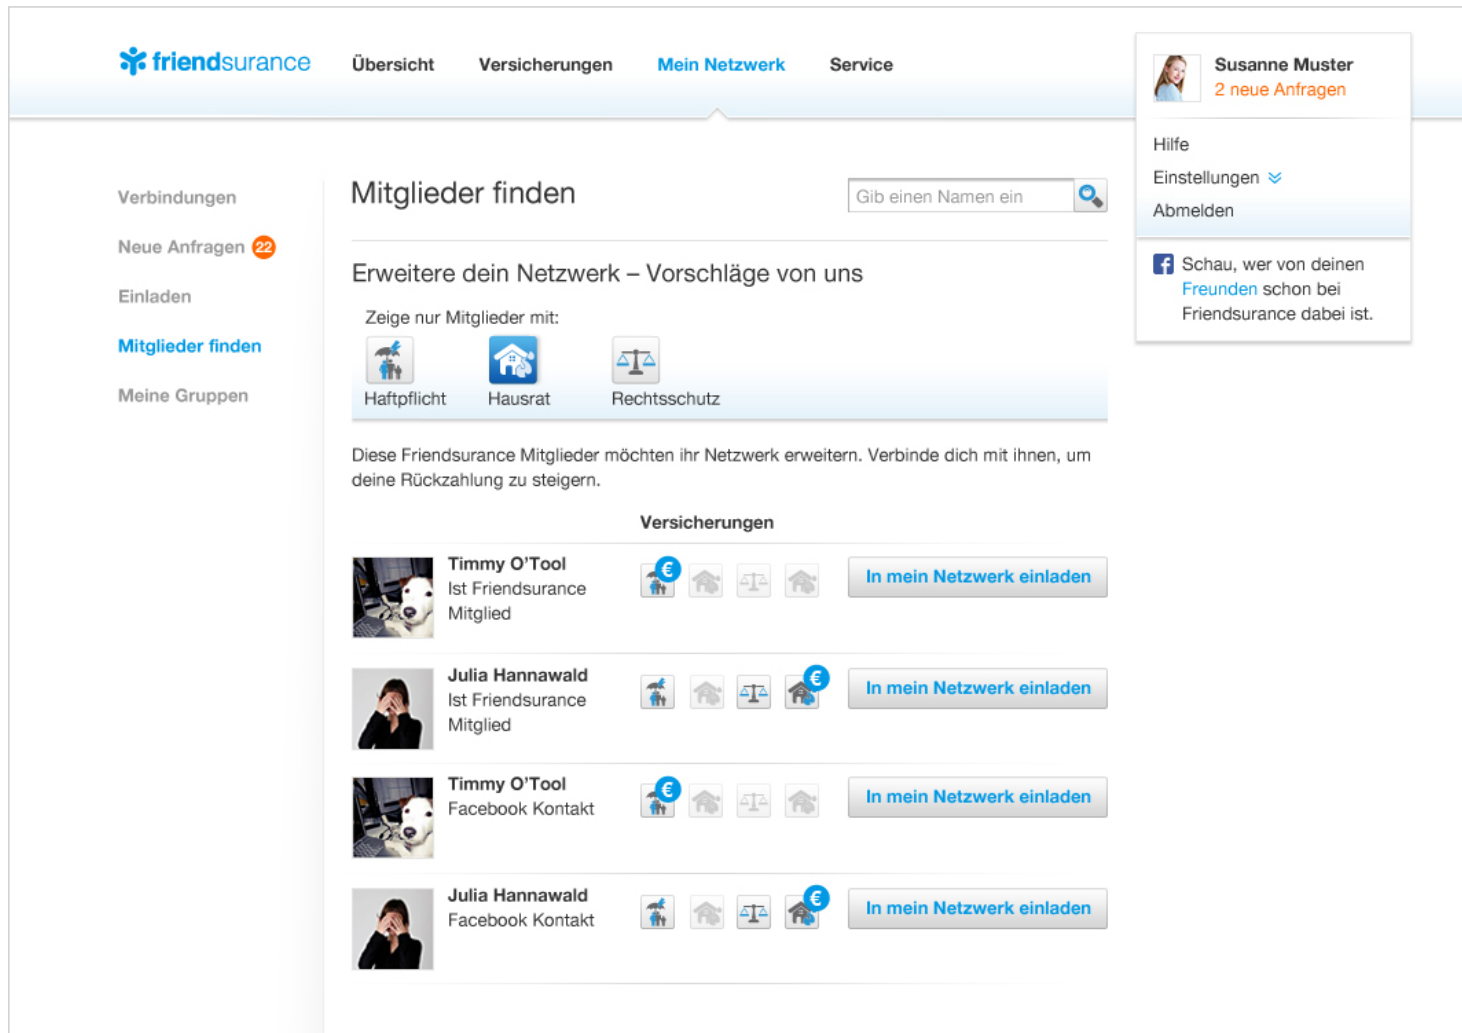 friendsurance
Übersicht Versicherungen Mein Netzwerk Service
Susanne Muster
2 neue Anfragen
Hilfe
Einstellungen
Abmelden
Schau, wer von deinen
Freunden schon bei
Friendsurance dabei ist.
Verbindungen
Neue Anfragen 22
Einladen
Mitglieder finden
Meine Gruppen
Mitglieder finden
Gib einen Namen ein
Erweitere dein Netzwerk – Vorschläge von uns
Zeige nur Mitglieder mit:
Haftpflicht Hausrat Rechtsschutz
Diese Friendsurance Mitglieder möchten ihr Netzwerk erweitern. Verbinde dich mit ihnen, um
deine Rückzahlung zu steigern.
Versicherungen
Timmy O'Tool
Ist Friendsurance
Mitglied
€
In mein Netzwerk einladen
Julia Hannawald
Ist Friendsurance
Mitglied
€
In mein Netzwerk einladen
Timmy O'Tool
Facebook Kontakt
€
In mein Netzwerk einladen
Julia Hannawald
Facebook Kontakt
€
In mein Netzwerk einladen